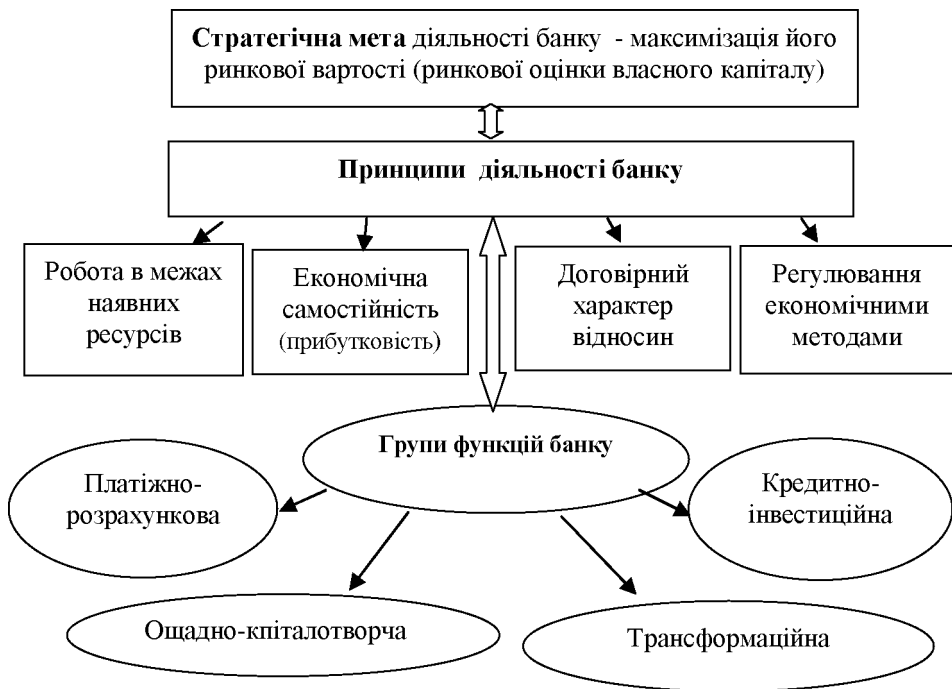 Стратегічна мета діяльності банку - максимізація його
ринкової вартості (ринкової оцінки власного капіталу)
Принципи діяльності банку
Робота в межах
наявних
ресурсів
Економічна
самостійність
(прибутковість)
Договірний
характер
відносин
Регулювання
економічними
методами
Групи функцій банку
Платіжно-
розрахункова
Кредитно-
інвестиційна
Ощадно-кпіталотворча
Трансформаційна